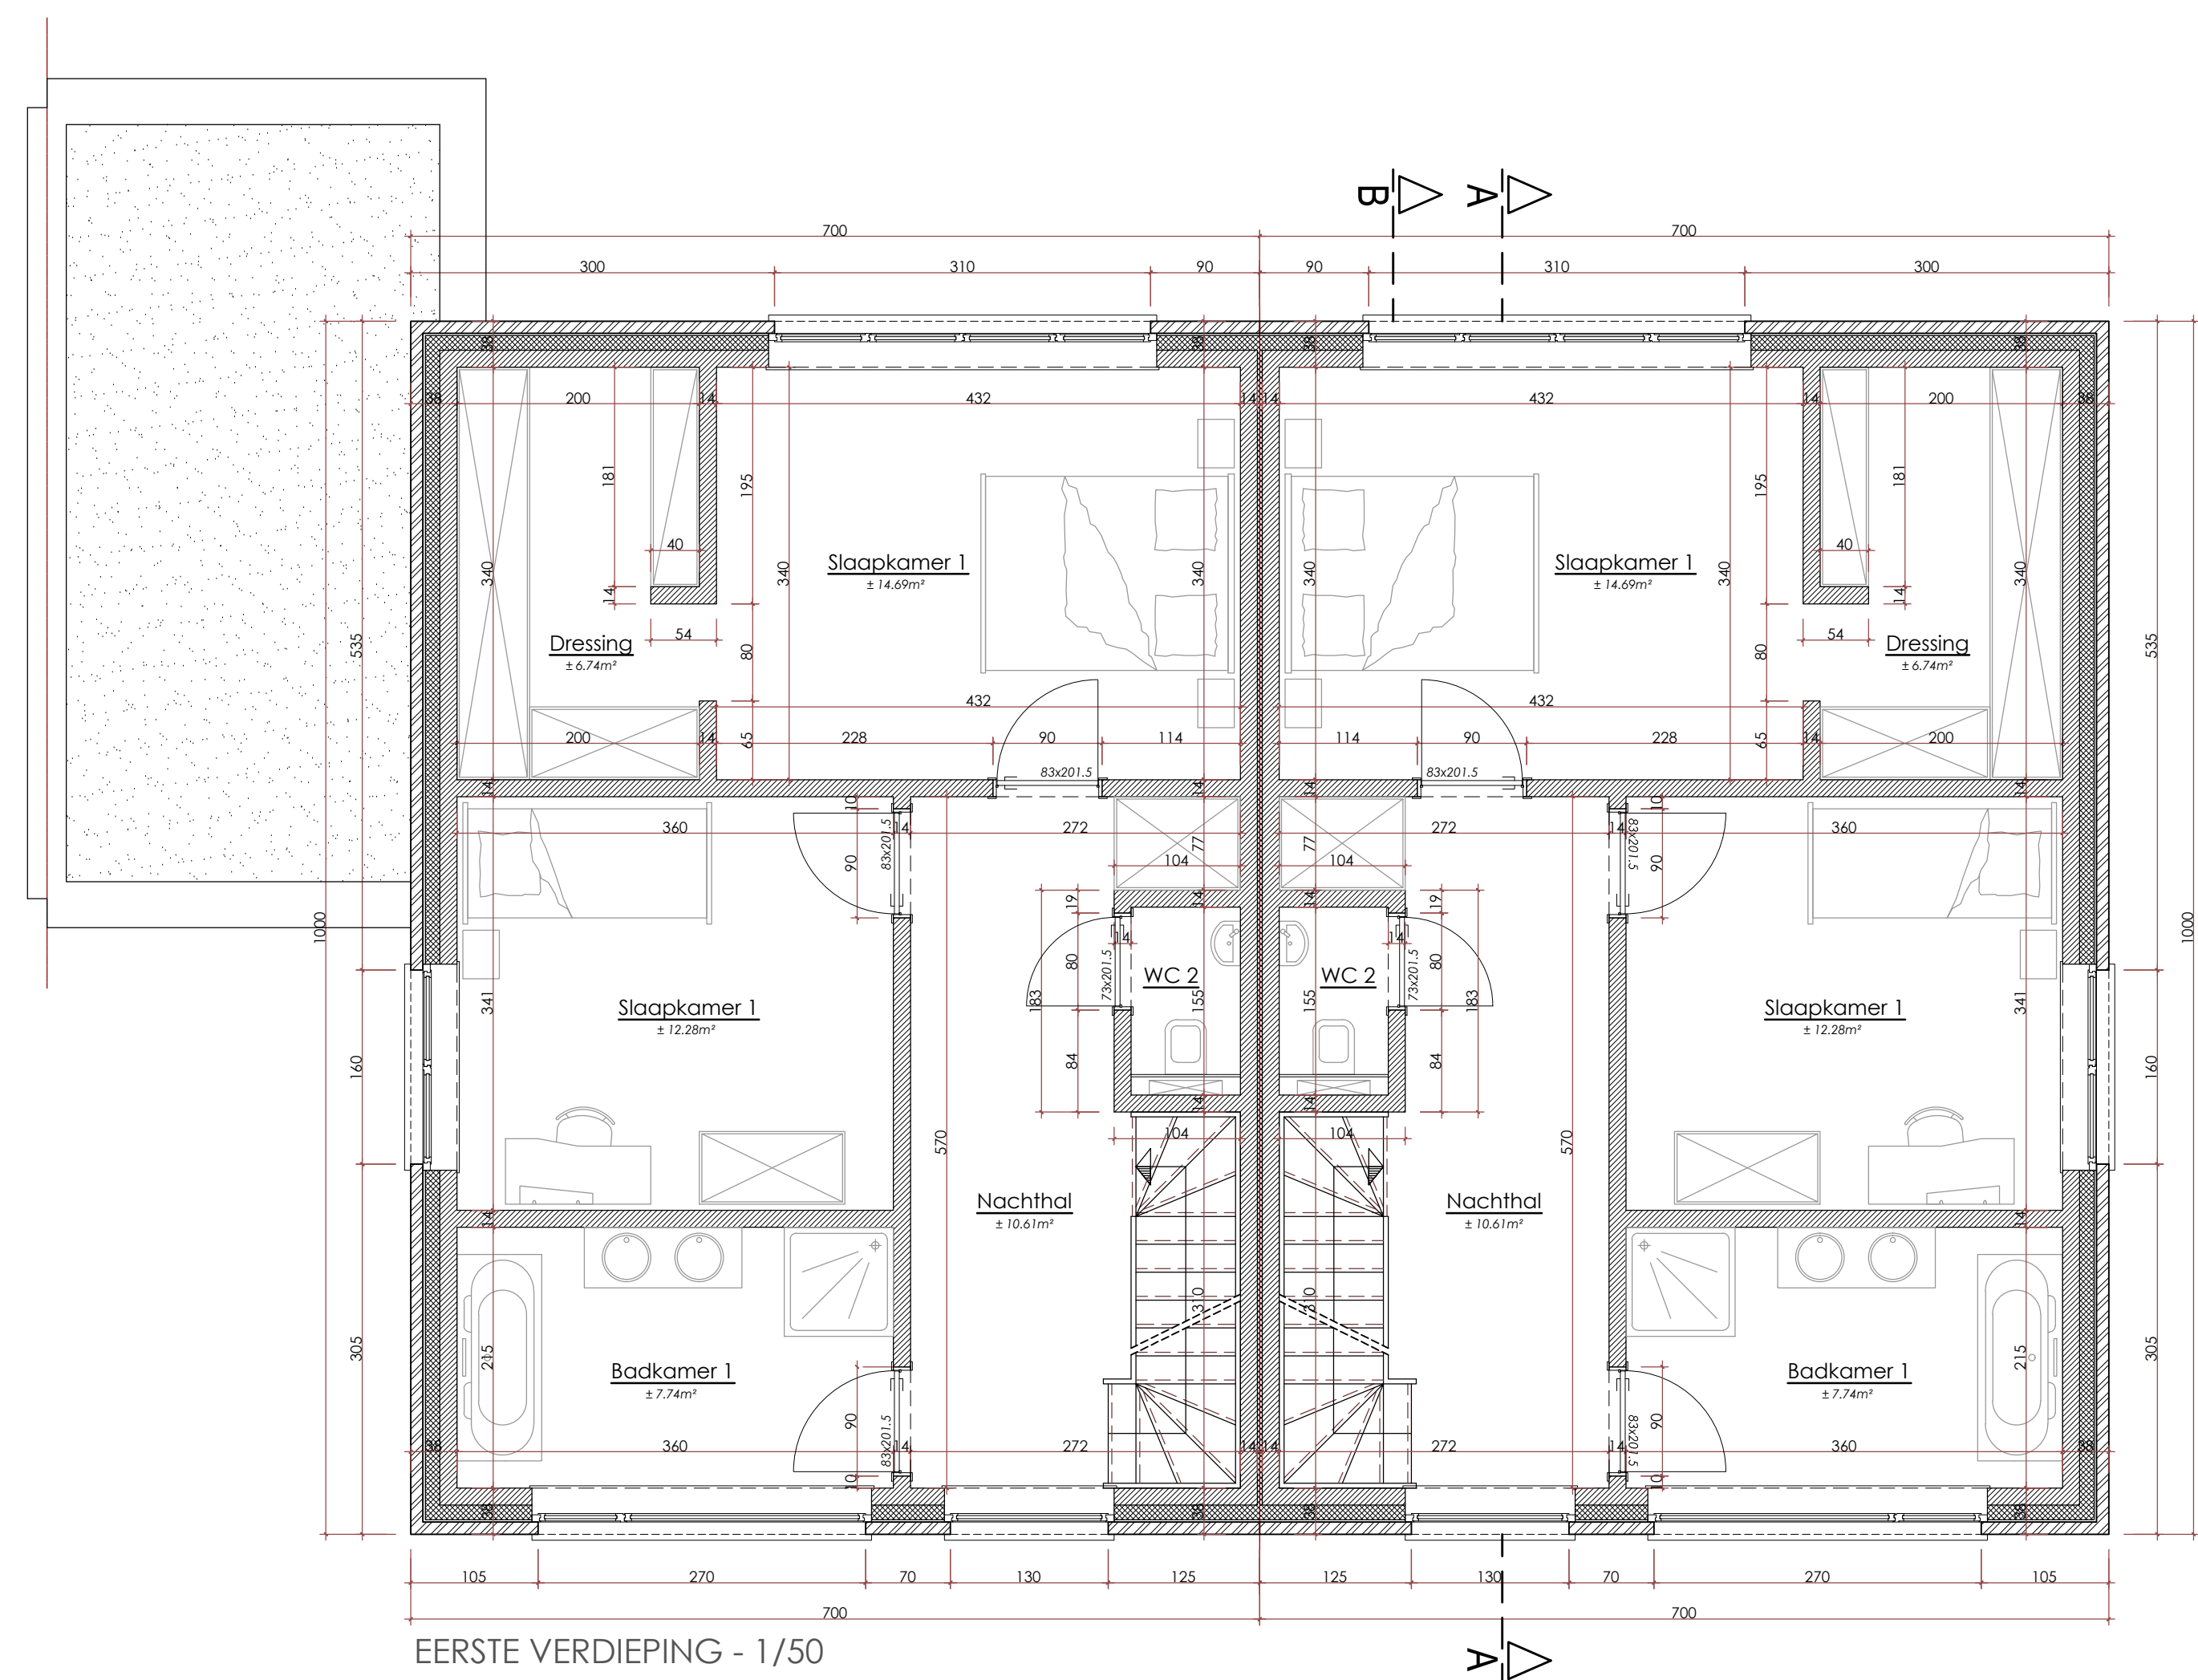 B A
700 700
300 310 90 90 310 300
38 38 38 38
38 200 14 432 14 14 432 14 200 38
181 195 195 181
40 40
340 340 340 340 340 340
Slaapkamer 1 Slaapkamer 1
± 14.69m² ± 14.69m²
14 14
54 54
Dressing Dressing
± 6.74m² ± 6.74m²
535 80 80 535
432 432
200 14 228 90 114 114 90 228 14 200
65 65
83x201.5 83x201.5
14 14 14 14
10 10
360 14 272 272 14 360
83x201.5 77 77 83x201.5
90 104 104 90
19 14 14 19
1000 1000
14 14
80 73x201.5 WC 2 WC 2 73x201.5 80
341 183 155 155 183 341
Slaapkamer 1 Slaapkamer 1
± 12.28m² ± 12.28m²
160 84 84 160
14 14
104 104
570 570
Nachthal Nachthal
± 10.61m² ± 10.61m²
14 14
310 310
305 215 215 305
Badkamer 1 Badkamer 1
± 7.74m² ± 7.74m²
90 83x201.5 83x201.5 90
38 360 14 272 14 14 272 14 360 38
10 10
38 38 38 38
105 270 70 130 125 125 130 70 270 105
700 700
EERSTE VERDIEPING - 1/50
A